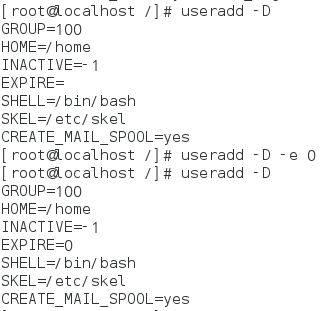 [root@localhost /]# useradd -D
GROUP=100
HOME=/home
INACTIVE=-1
EXPIRE=
SHELL=/bin/bash
SKEL=/etc/skel
CREATE_MAIL_SPOOL=yes
[root@localhost /]# useradd -D -e 0
[root@localhost /]# useradd -D
GROUP=100
HOME=/home
INACTIVE=-1
EXPIRE=0
SHELL=/bin/bash
SKEL=/etc/skel
CREATE_MAIL_SPOOL=yes